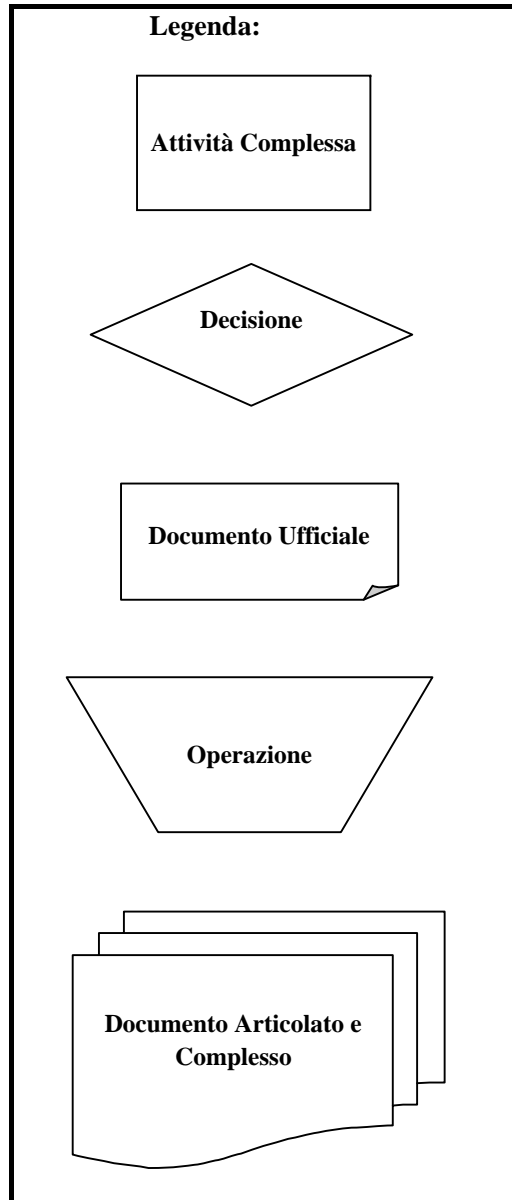 Legenda:
Attività Complessa
Decisione
Documento Ufficiale
Operazione
Documento Articolato e
Complesso